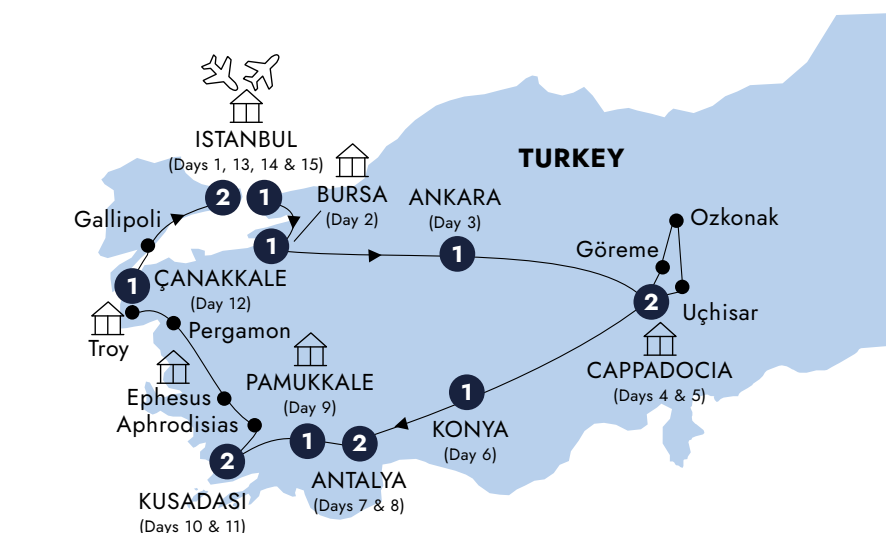 ISTANBUL
(Days 1, 13, 14 & 15)
2
1
BURSA
(Day 2)
1
ANKARA
(Day 3)
1
TURKEY
Ozkonak
Göreme
Uçhisar
2
CAPPADOCIA
(Days 4 & 5)
Gallipoli
1
ÇANAKKALE
(Day 12)
Troy
Pergamon
Ephesus
Aphrodisias
PAMUKKALE
(Day 9)
1
2
ANTALYA
(Days 7 & 8)
1
KONYA
(Day 6)
2
KUSADASI
(Days 10 & 11)